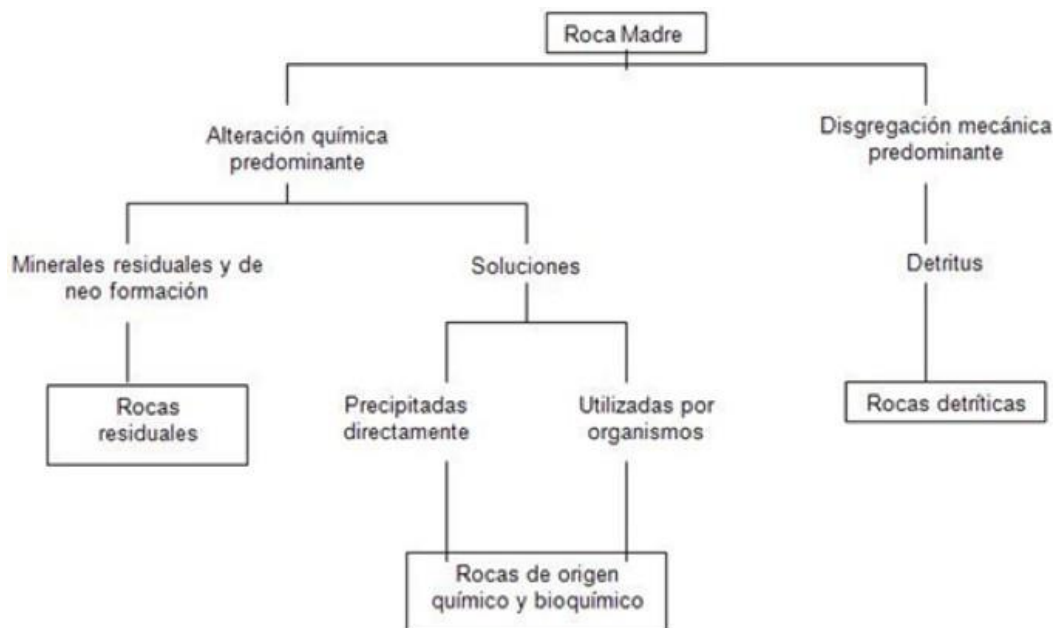 Roca Madre
Alteración química
predominante
Disgregación mecánica
predominante
Minerales residuales y de
neo formación
Soluciones
Detritus
Rocas
residuales
Precipitadas
directamente
Utilizadas por
organismos
Rocas detríticas
Rocas de origen
químico y bioquímico